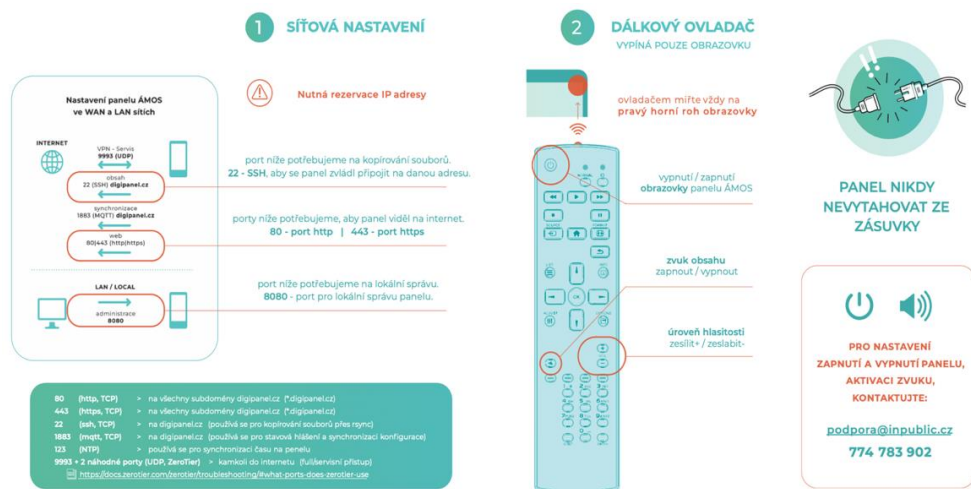 1 SÍŤOVÁ NASTAVENÍ
Nutná rezervace IP adresy
Nastavení panelu ÁMOS
ve WAN a LAN sítích
INTERNET
VPN - Servis
9993 (UDP)
obsah
22 (SSH) digipanel.cz
synchronizace
1883 (MQTT) digipanel.cz
web
80|443 (http|https)
LAN / LOCAL
administrace
8080
port níže potřebujeme na kopírování souborů.
22 - SSH, aby se panel zvládl připojit na danou adresu.
porty níže potřebujeme, aby panel viděl na internet.
80 - port http | 443 - port https
port níže potřebujeme na lokální správu.
8080 - port pro lokální správu panelu.
80 (http, TCP) > na všechny subdomény digipanel.cz (*.digipanel.cz)
443 (https, TCP) > na všechny subdomény digipanel.cz (*.digipanel.cz)
22 (ssh, TCP) > na digipanel.cz (používá se pro kopírování souborů přes rsync)
1883 (mqtt, TCP) > na digipanel.cz (používá se pro stavová hlášení a synchronizaci konfigurace)
123 (NTP) > používá se pro synchronizaci času na panelu
9993 + 2 náhodné porty (UDP, ZeroTier) > kamkoli do internetu (full/servisní přístup)
https://docs.zerotier.com/zerotier/troubleshooting/#what-ports-does-zerotier-use
2 DÁLKOVÝ OVLADAČ
VYPÍNÁ POUZE OBRAZOVKU
ovladačem miřte vždy na
pravý horní roh obrazovky
vypnutí / zapnutí
obrazovky panelu ÁMOS
zvuk obsahu
zapnout / vypnout
úroveň hlasitosti
zesílit+ / zeslabit-
OK
PANEL NIKDY
NEVYTAHOVAT ZE
ZÁSUVKY
PRO NASTAVENÍ
ZAPNUTÍ A VYPNUTÍ PANELU,
AKTIVACI ZVUKU,
KONTAKTUJTE:
podpora@inpublic.cz
774 783 902